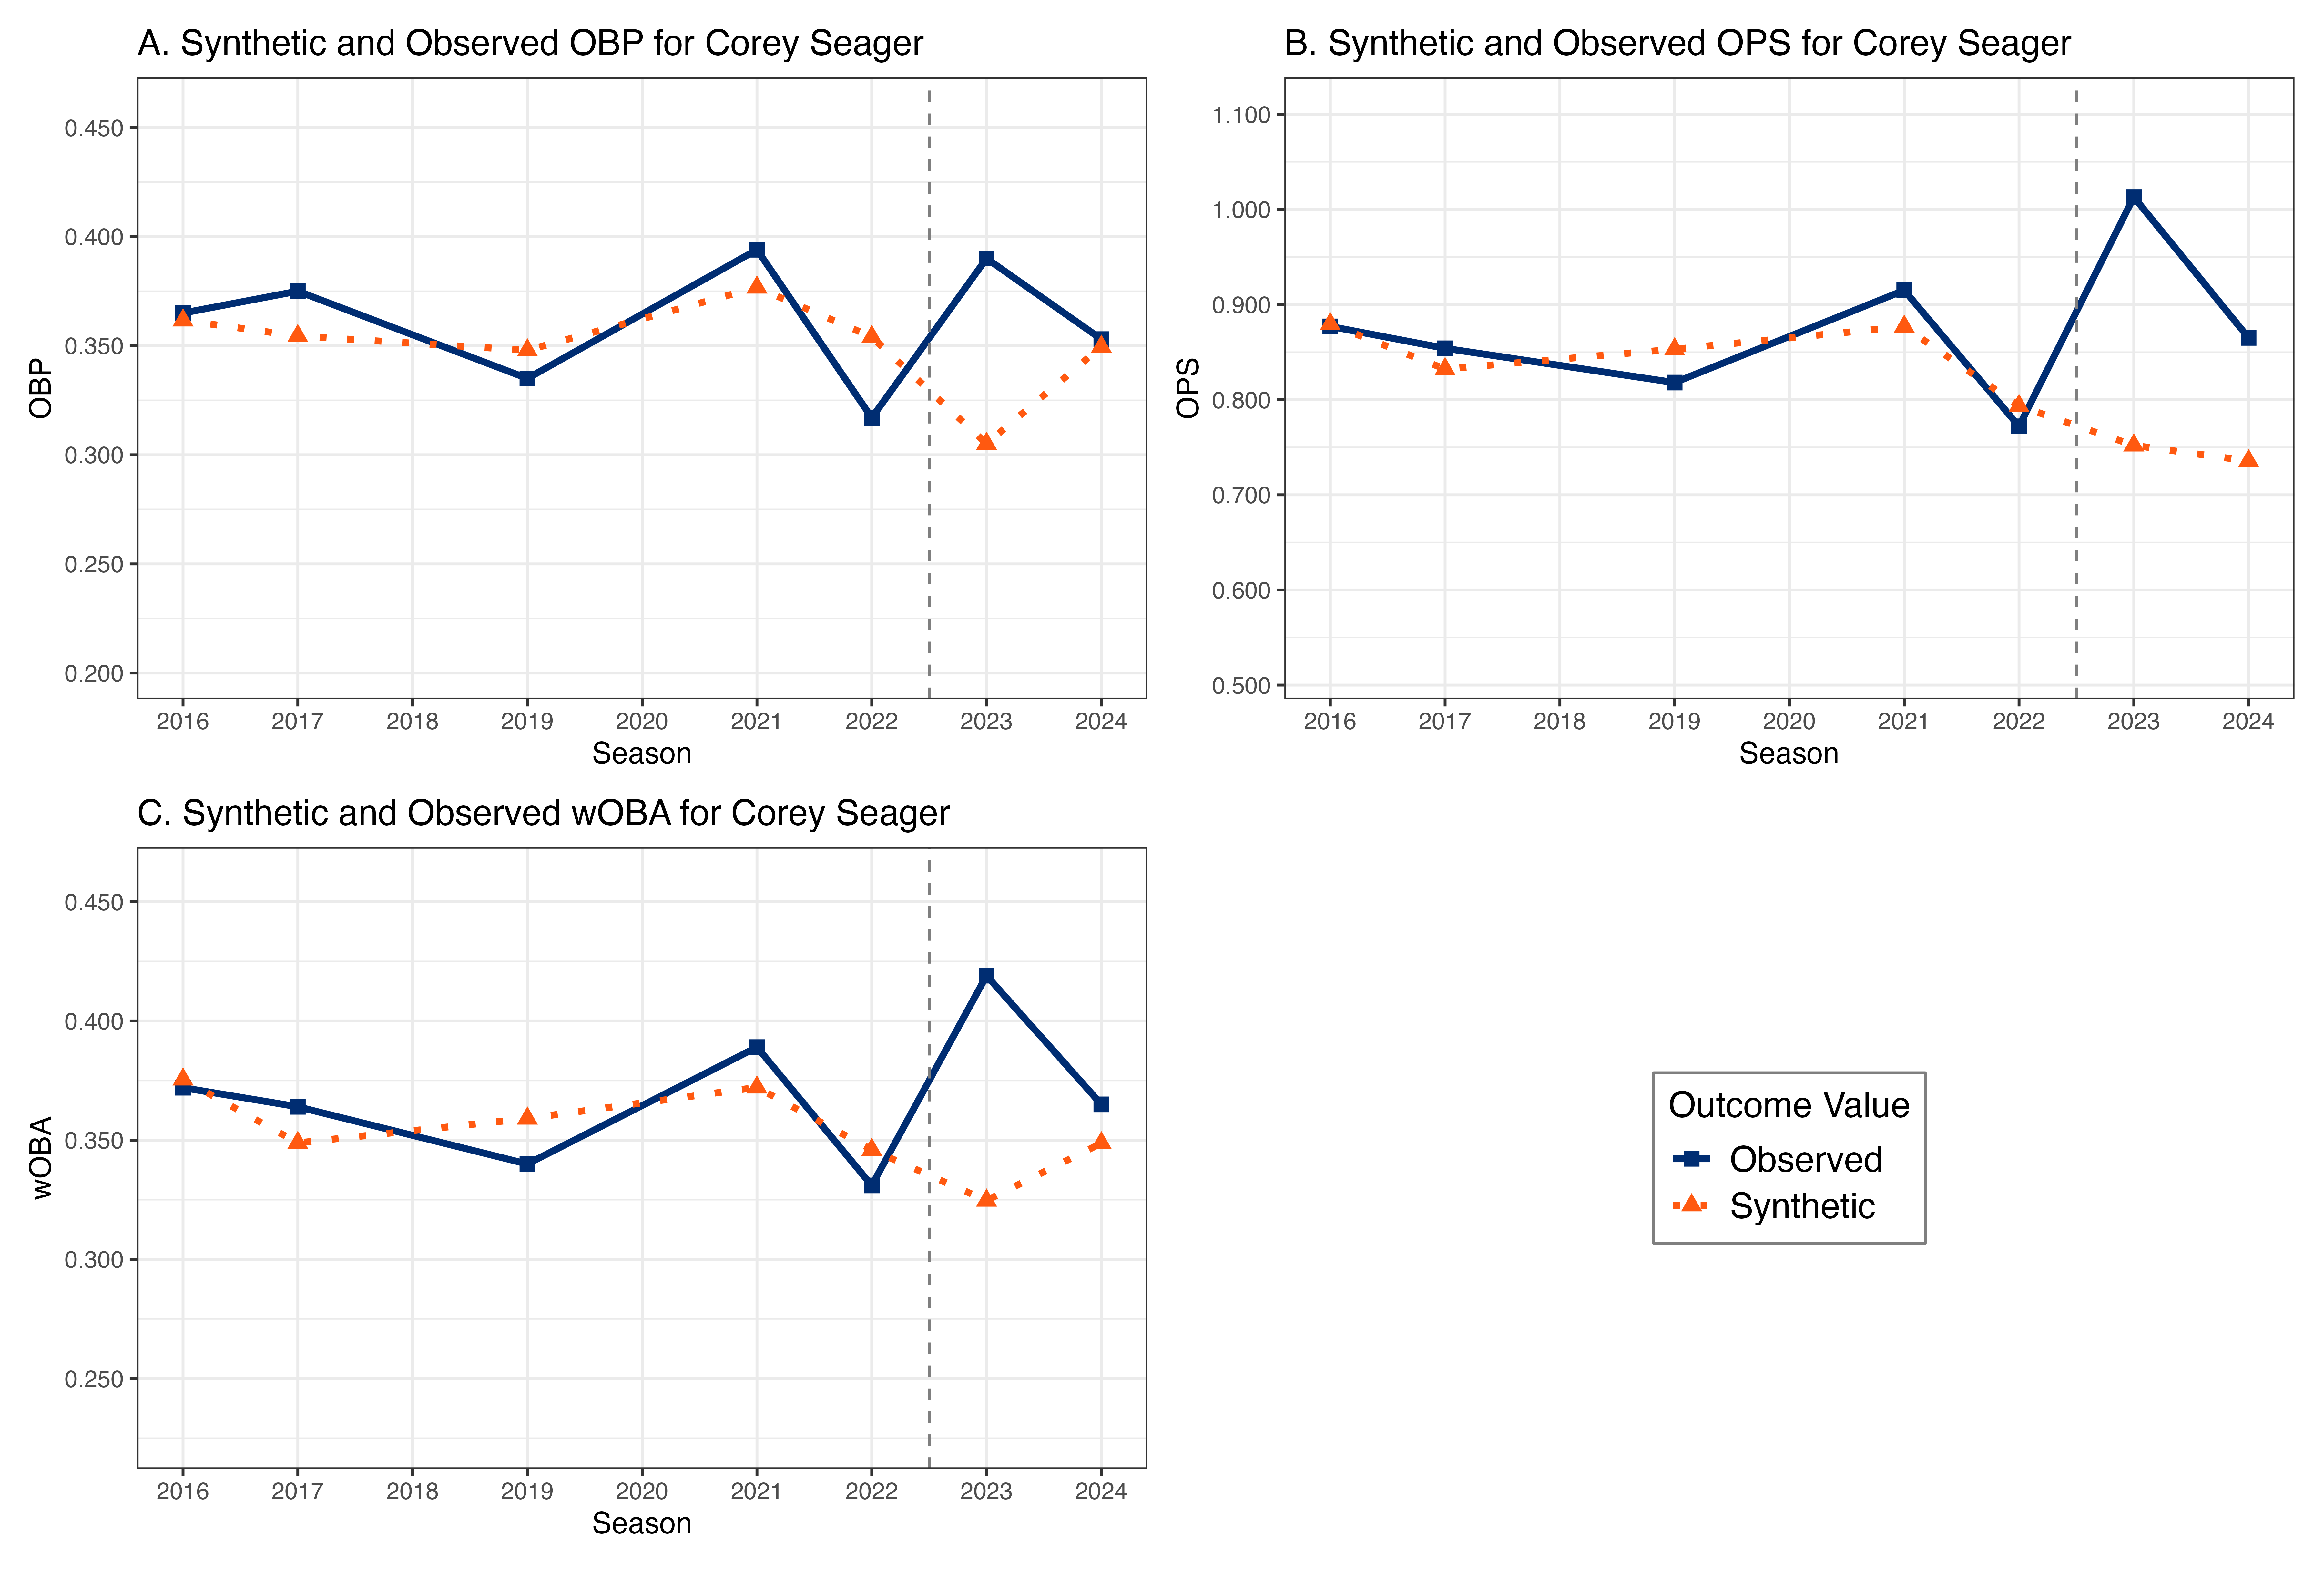 A. Synthetic and Observed OBP for Corey Seager
0.450
0.400
0.350
0.300
0.250
0.200
OBP
2016 2017 2018 2019 2020 2021 2022 2023 2024
Season
B. Synthetic and Observed OPS for Corey Seager
1.100
1.000
0.900
0.800
0.700
0.600
0.500
OPS
2016 2017 2018 2019 2020 2021 2022 2023 2024
Season
C. Synthetic and Observed wOBA for Corey Seager
0.450
0.400
0.350
0.300
0.250
wOBA
2016 2017 2018 2019 2020 2021 2022 2023 2024
Season
Outcome Value
Observed
Synthetic